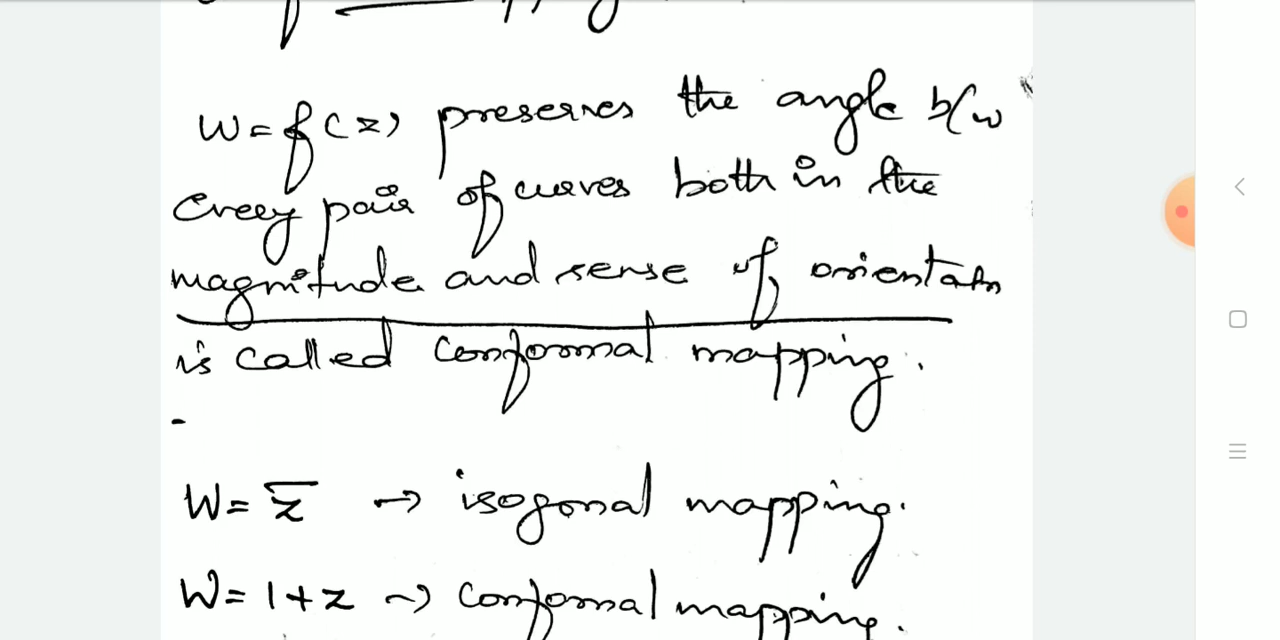 W = f(z) preserves the angle b/w
every pair of curves both in the
magnitude and sense of orientatn
is called conformal mapping.
W = z̅ → isogonal mapping.
W = 1+z → conformal mapping.